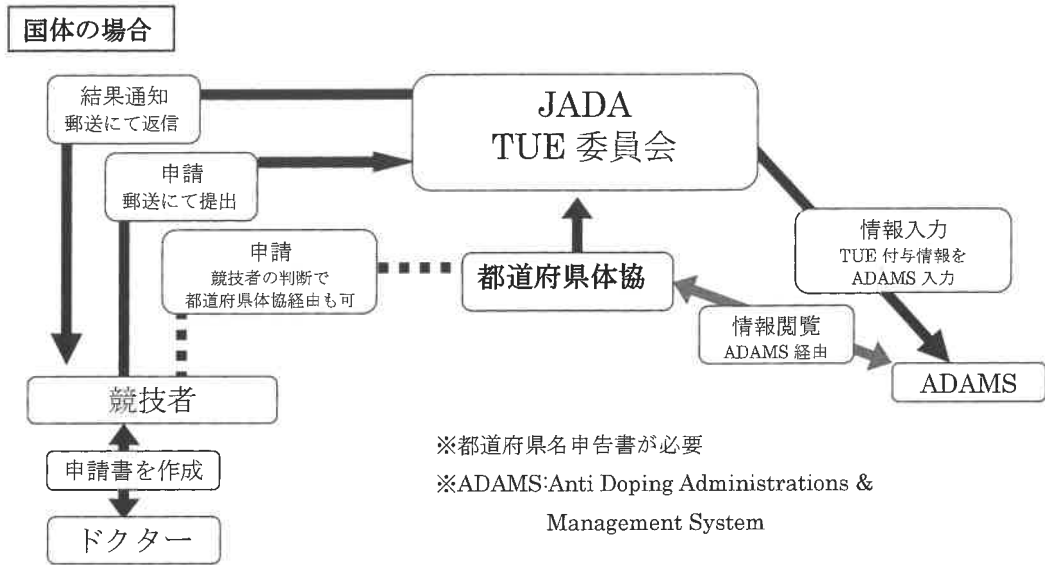 国体の場合
結果通知
郵送にて返信
JADA
TUE 委員会
申請
郵送にて提出
申請
競技者の判断で
都道府県体協経由も可
都道府県体協
情報入力
TUE 付与情報を
ADAMS 入力
情報閲覧
ADAMS 経由
ADAMS
競技者
申請書を作成
ドクター
※都道府県名申告書が必要
※ADAMS:Anti Doping Administrations &
Management System